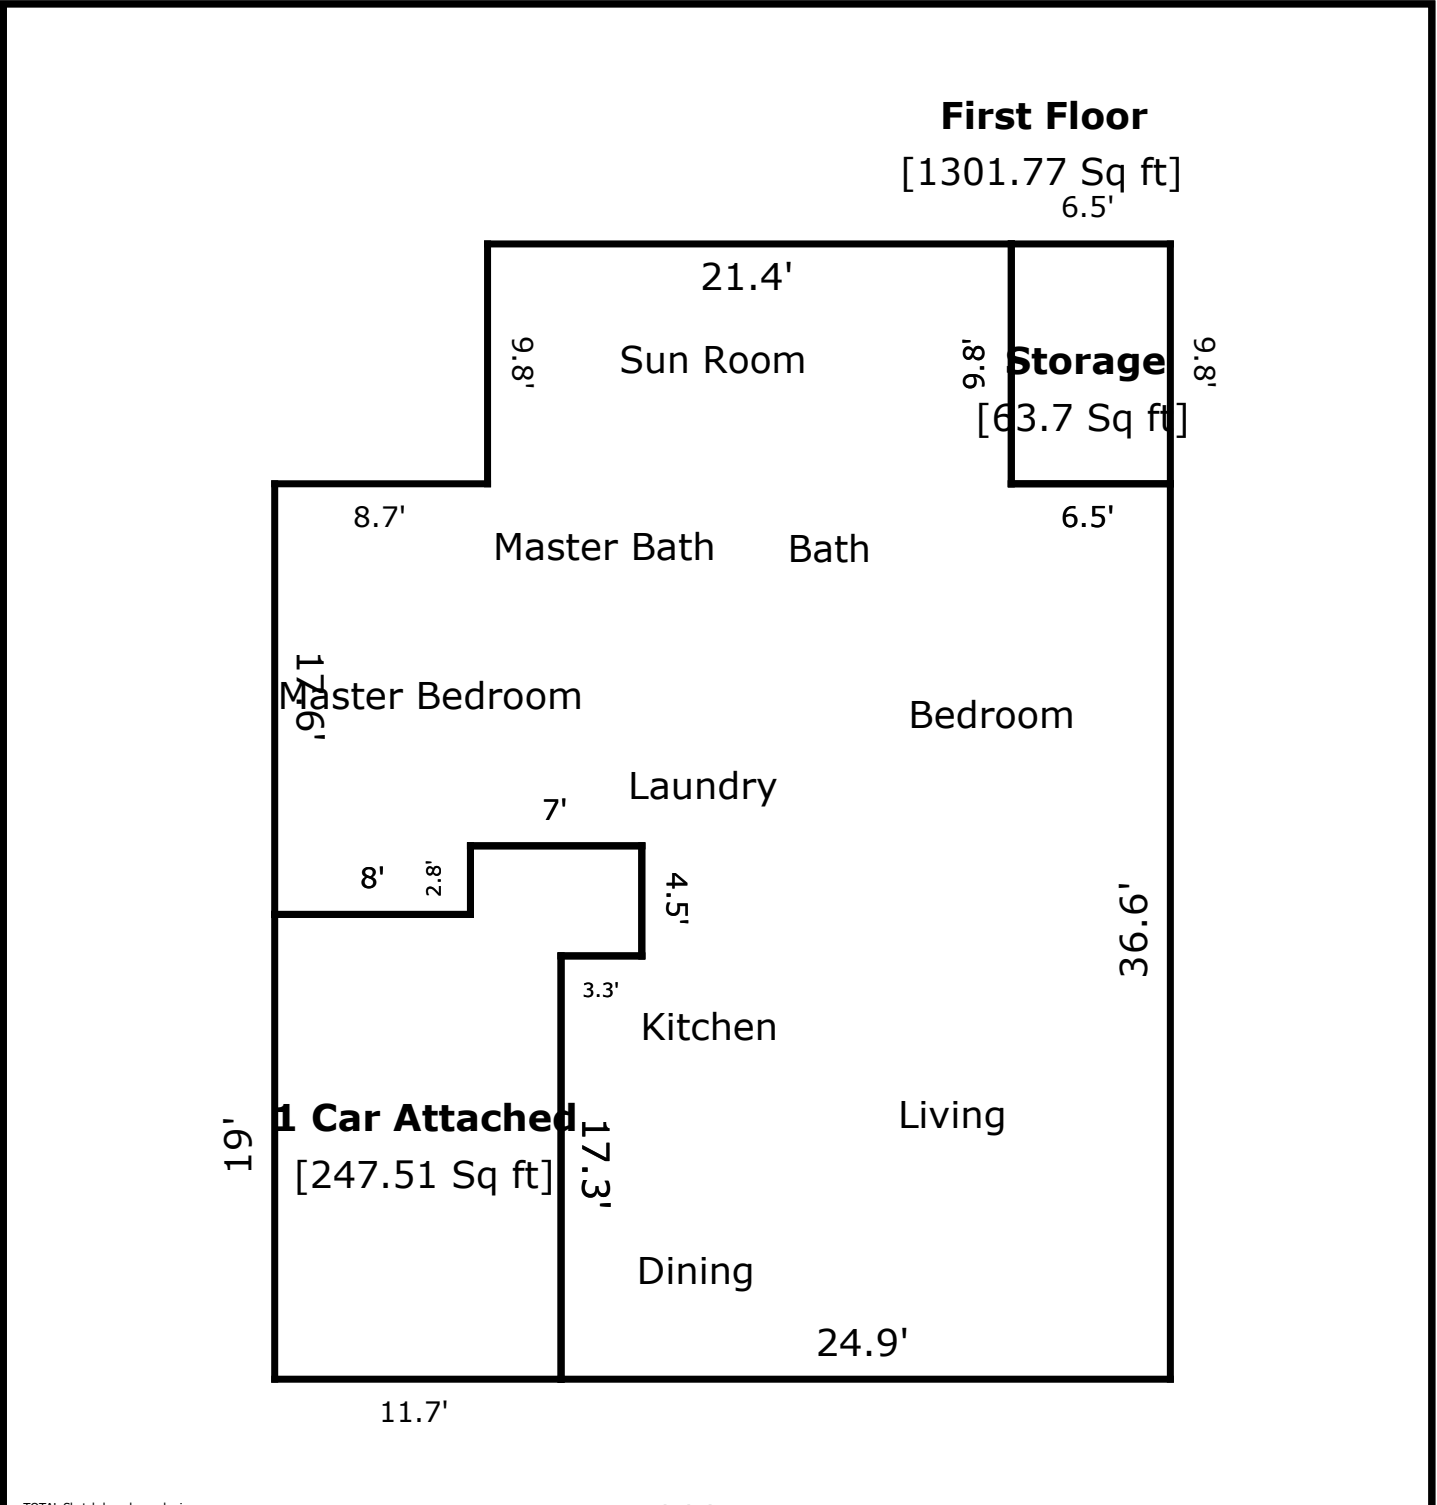 First Floor
[1301.77 Sq ft]
6.5'
21.4'
9.8'
Sun Room
9.8'
Storage
9.8'
[63.7 Sq ft]
8.7'
6.5'
Master Bath
Bath
17.6'
Master Bedroom
Bedroom
Laundry
7'
8'
2.8'
4.5'
36.6'
3.3'
Kitchen
1 Car Attached
Living
19'
17.3'
[247.51 Sq ft]
Dining
24.9'
11.7'